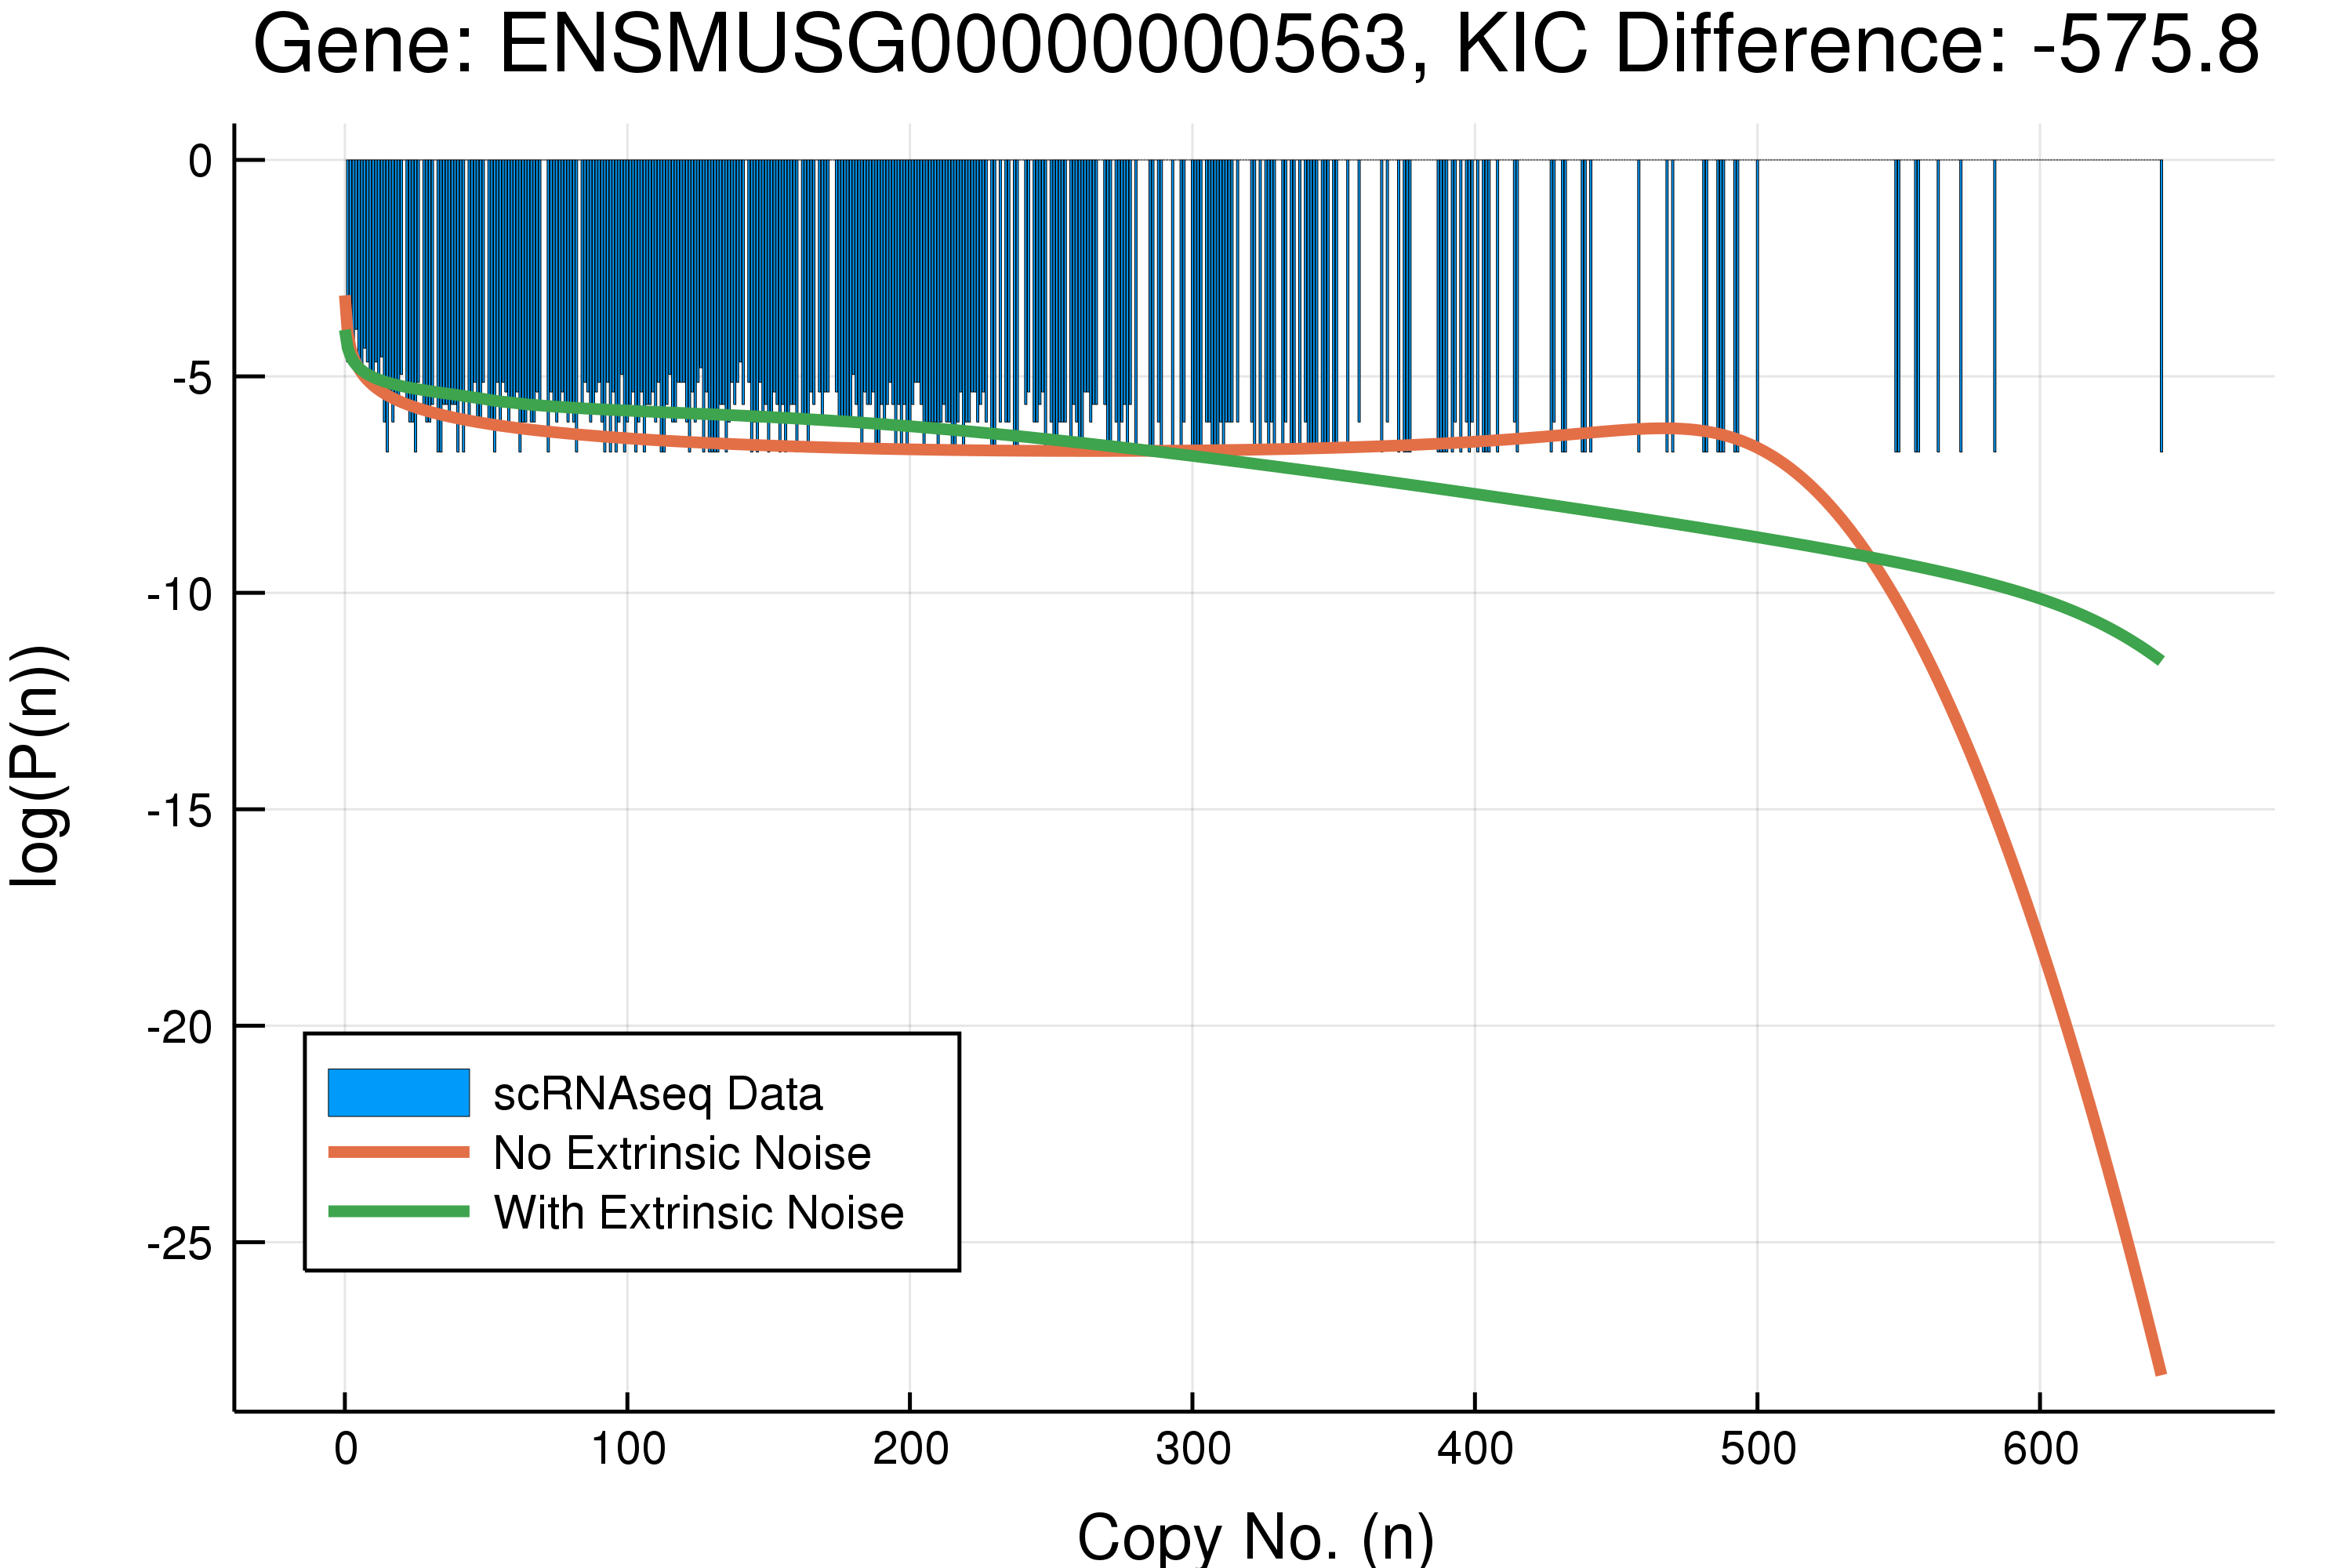 Gene: ENSMUSG00000000563, KIC Difference: -575.8
0
-5
-10
-15
-20
-25
log(P(n))
scRNAseq Data
No Extrinsic Noise
With Extrinsic Noise
0 100 200 300 400 500 600
Copy No. (n)